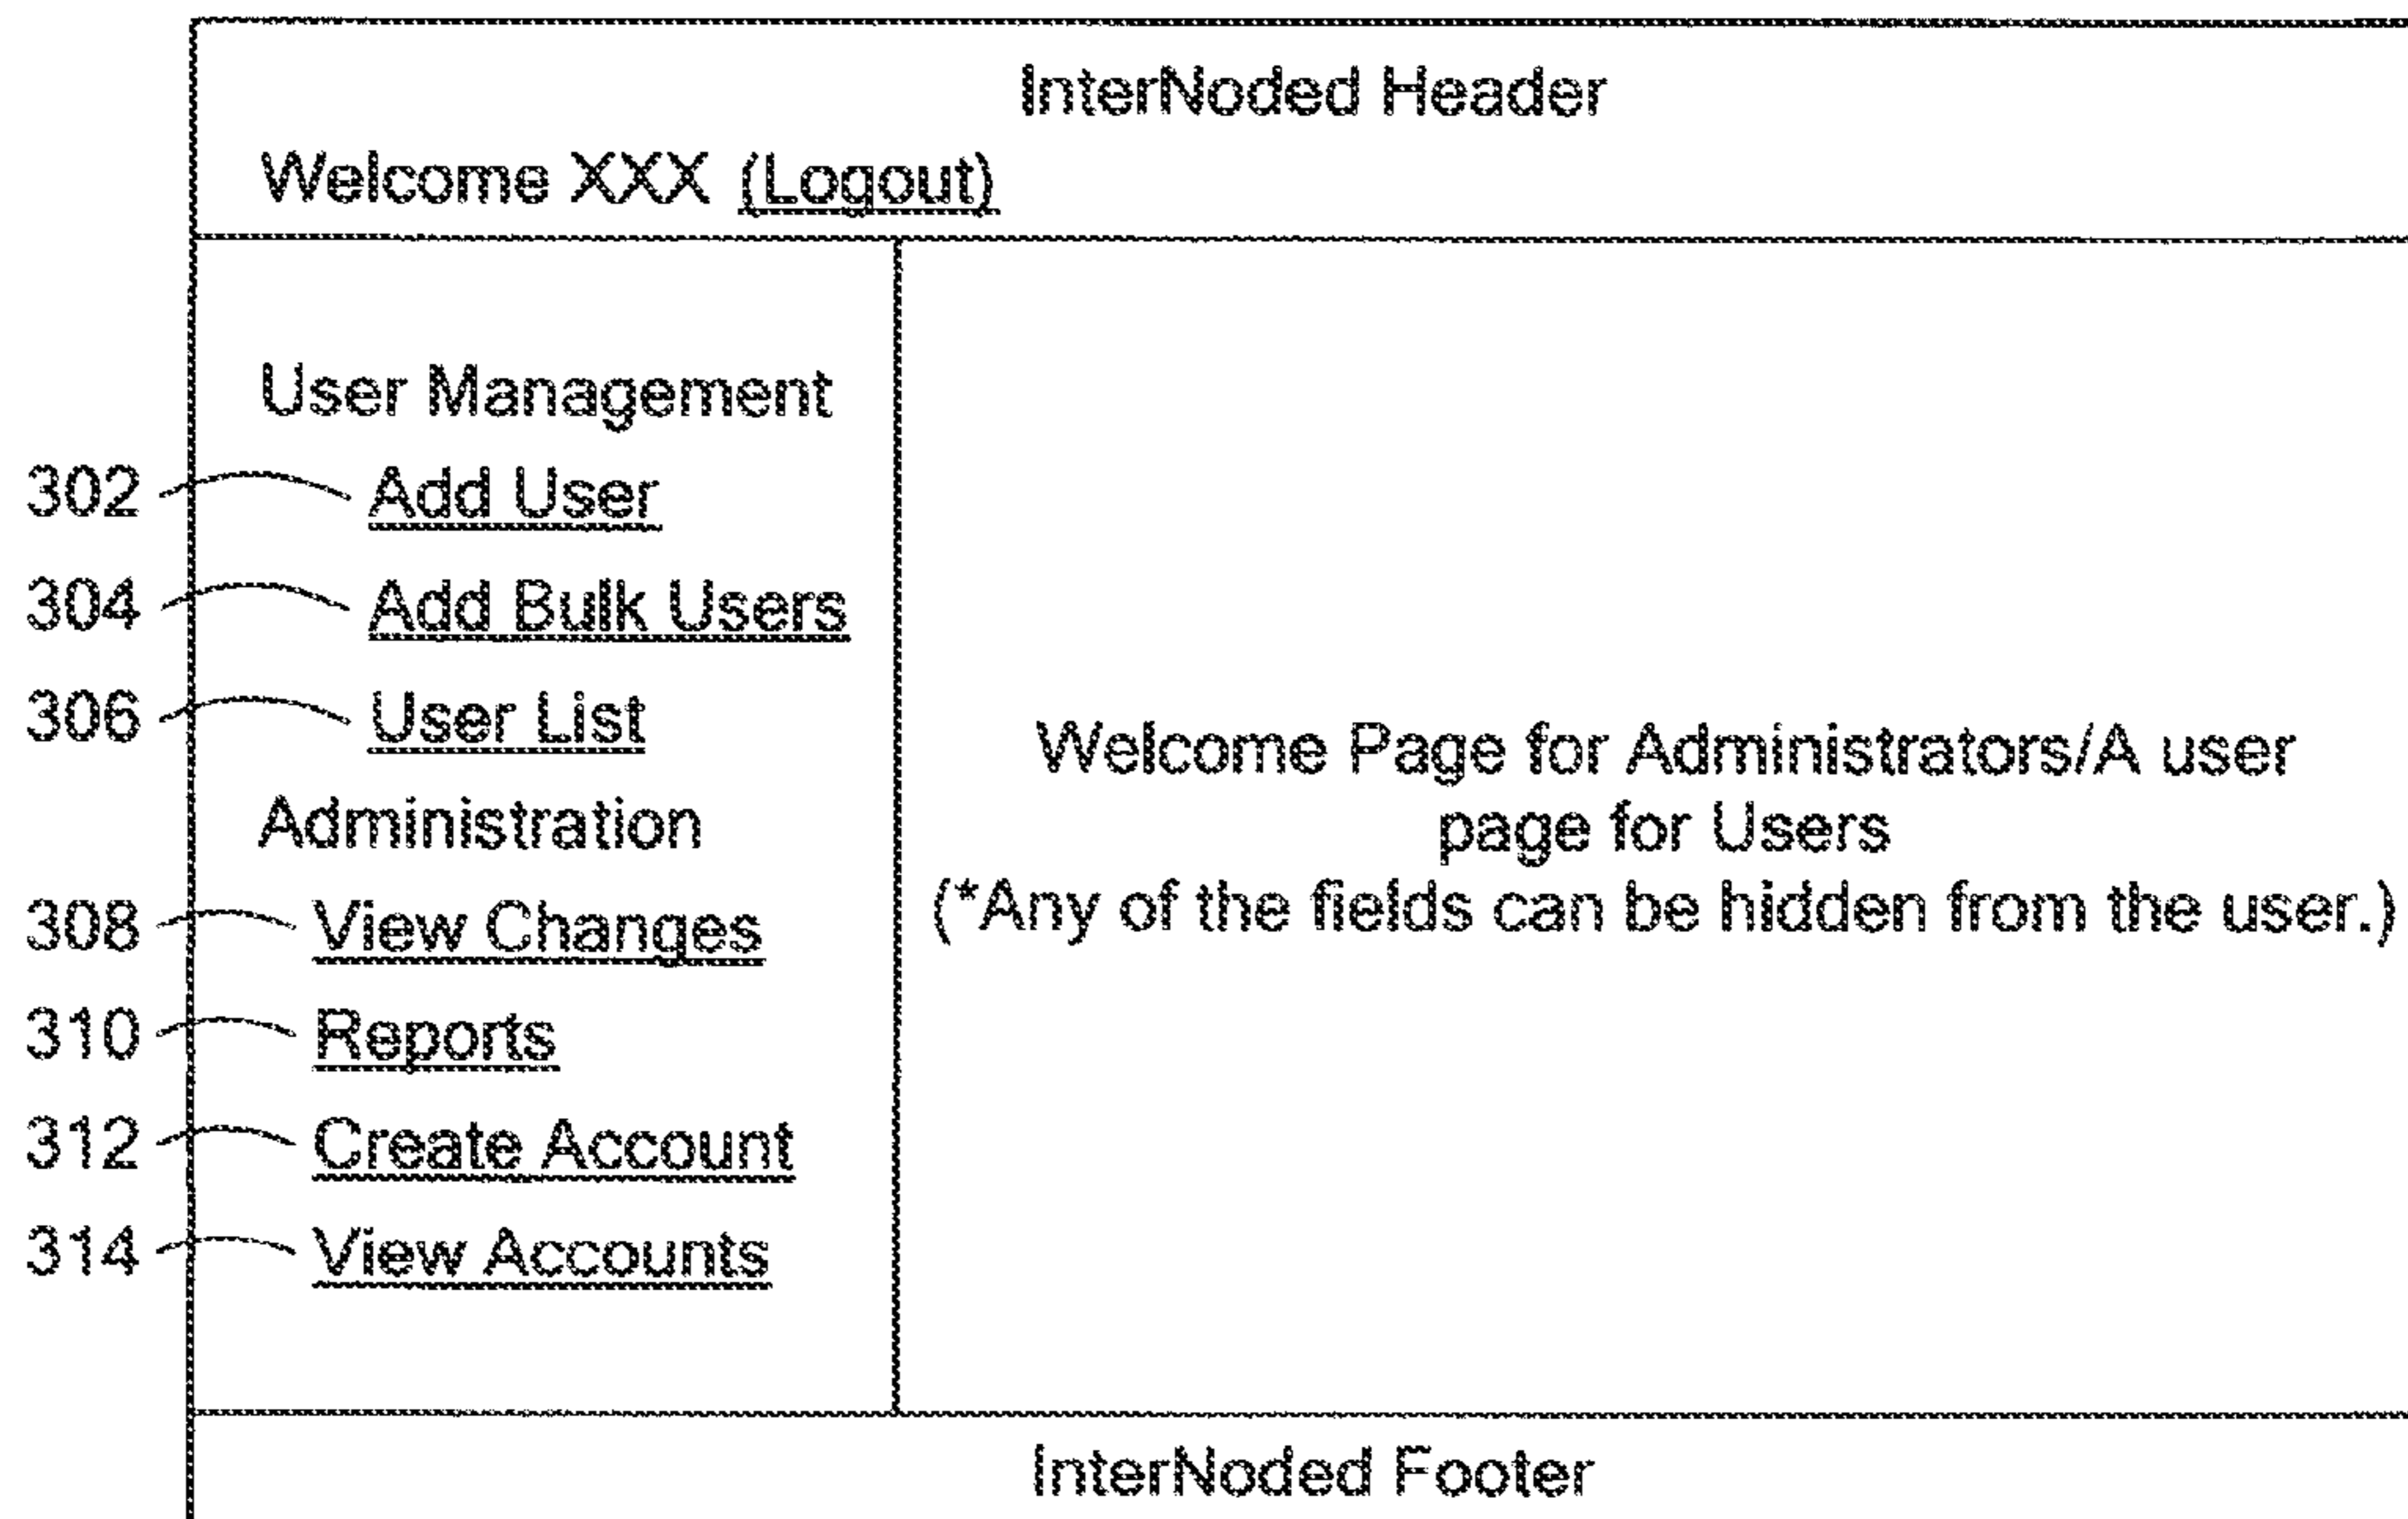 InterNoded Header
Welcome XXX (Logout)
User Management
302 Add User
304 Add Bulk Users
306 User List
Administration
308 View Changes
310 Reports
312 Create Account
314 View Accounts
Welcome Page for Administrators/A user
page for Users
(*Any of the fields can be hidden from the user.)
InterNoded Footer